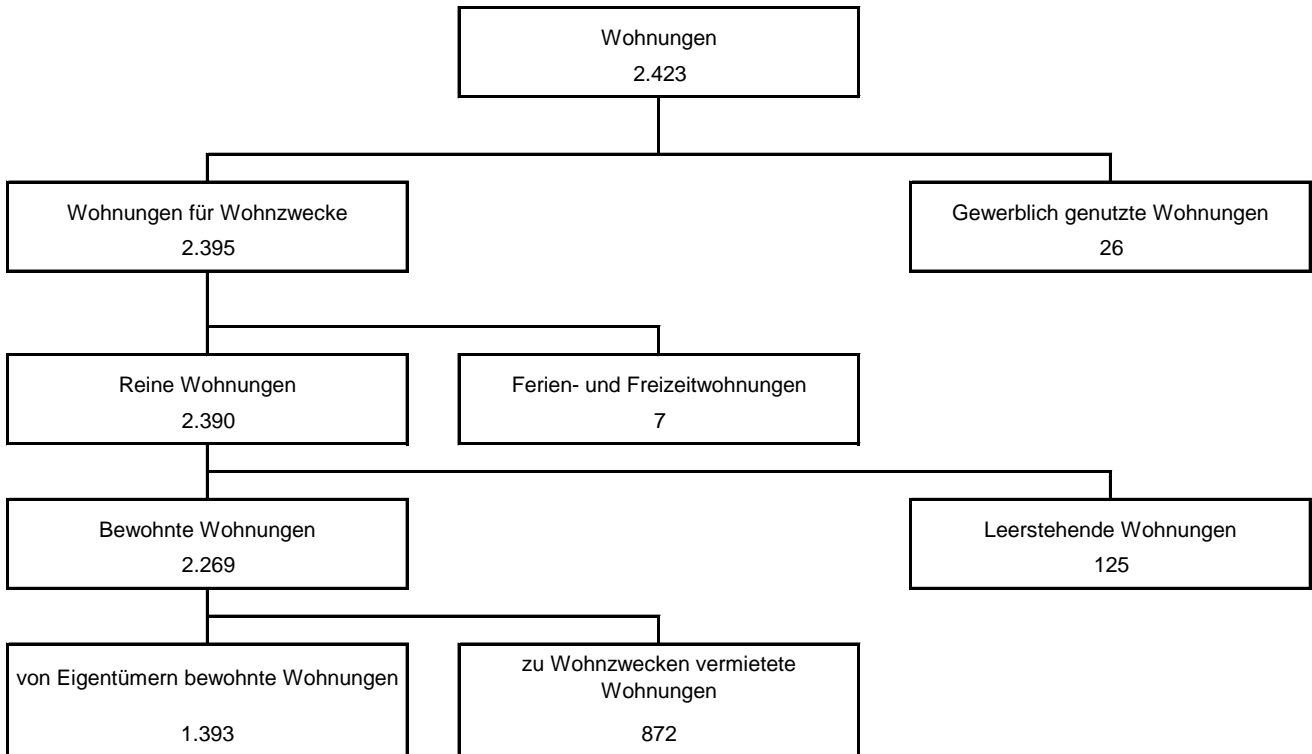 Wohnungen
2.423
Wohnungen für Wohnzwecke
2.395
Gewerblich genutzte Wohnungen
26
Reine Wohnungen
2.390
Ferien- und Freizeitwohnungen
7
Bewohnte Wohnungen
2.269
Leerstehende Wohnungen
125
von Eigentümern bewohnte Wohnungen
1.393
zu Wohnzwecken vermietete
Wohnungen
872